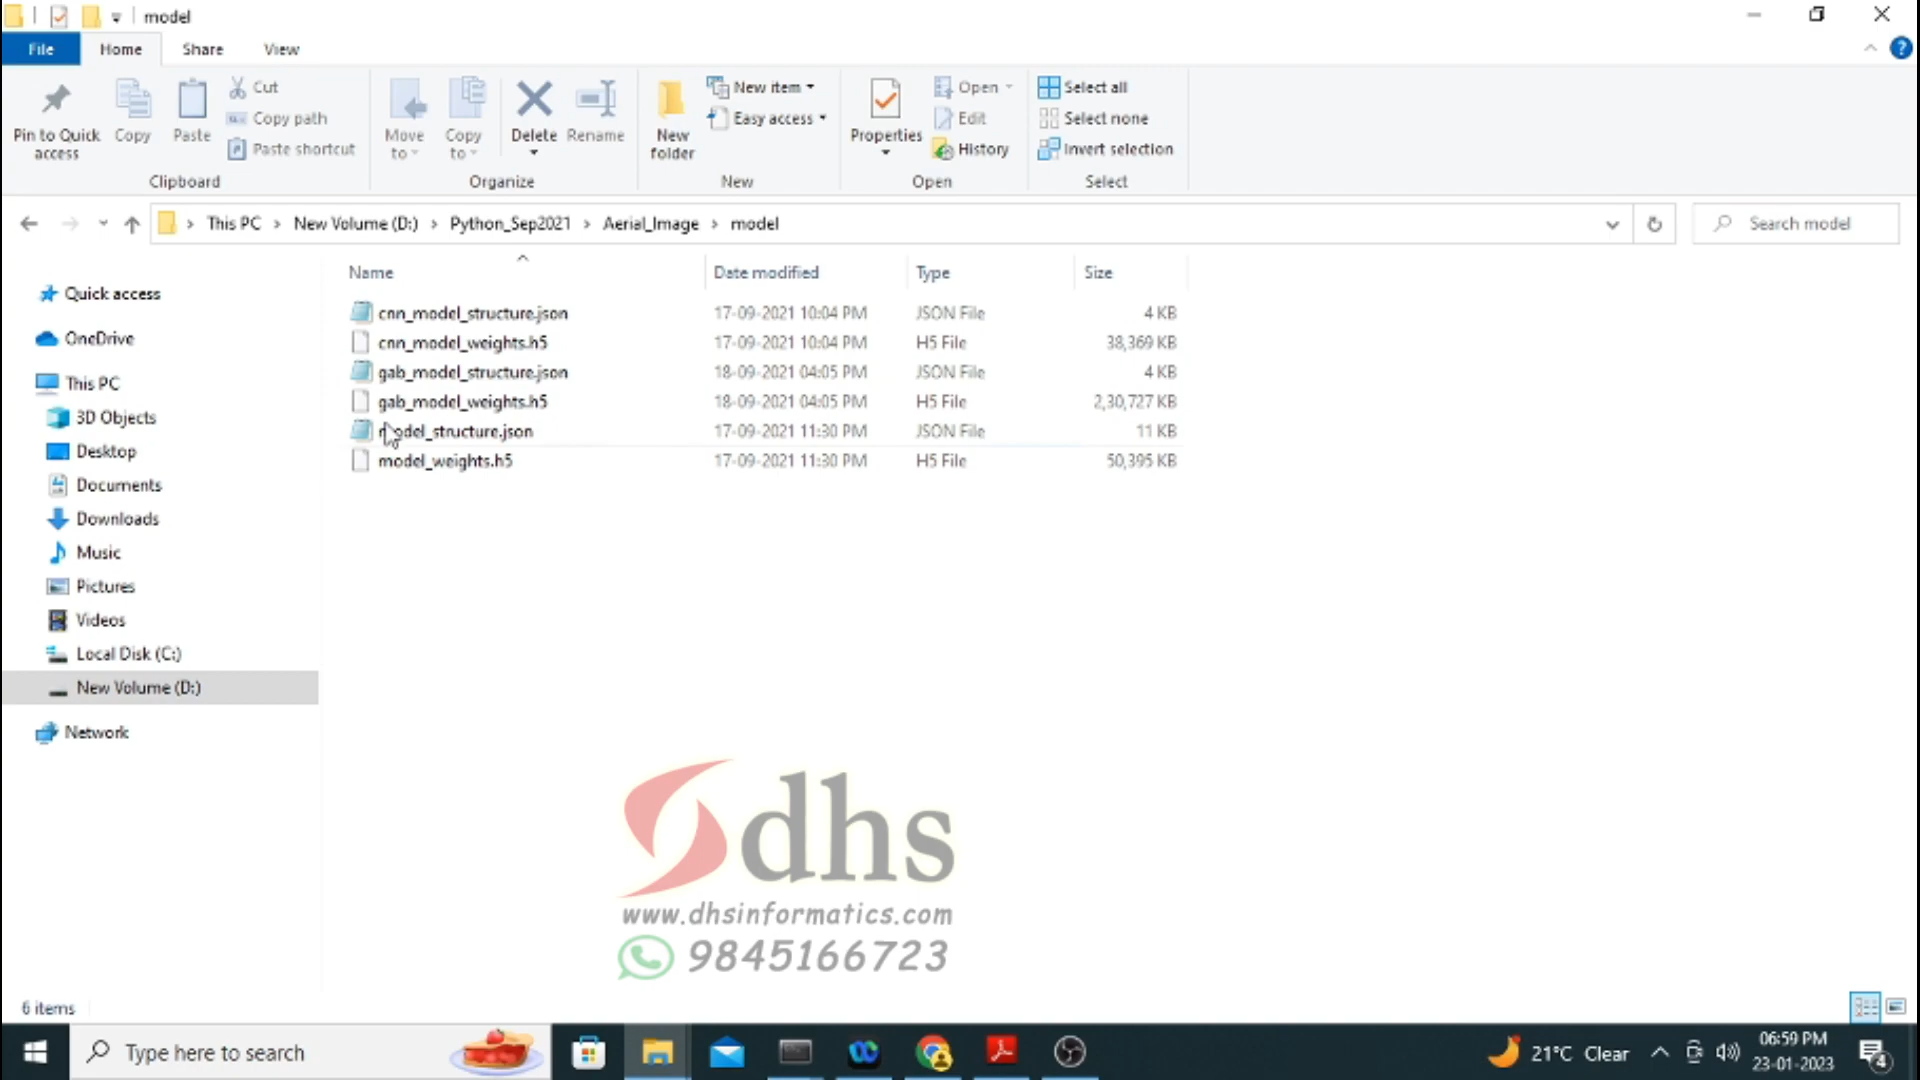 model
File Home Share View
Pin to Quick access
Copy
Paste
Cut
Copy path
Paste shortcut
Clipboard
Move to
Copy to
Delete
Rename
Organize
New folder
New item
Easy access
New
Properties
Open
Edit
History
Open
Select all
Select none
Invert selection
Select
This PC > New Volume (D:) > Python_Sep2021 > Aerial_Image > model
Search model
Quick access
OneDrive
This PC
3D Objects
Desktop
Documents
Downloads
Music
Pictures
Videos
Local Disk (C:)
New Volume (D:)
Network
Name Date modified Type Size
cnn_model_structure.json 17-09-2021 10:04 PM JSON File 4 KB
cnn_model_weights.h5 17-09-2021 10:04 PM H5 File 38,369 KB
gab_model_structure.json 18-09-2021 04:05 PM JSON File 4 KB
gab_model_weights.h5 18-09-2021 04:05 PM H5 File 2,30,727 KB
model_structure.json 17-09-2021 11:30 PM JSON File 11 KB
model_weights.h5 17-09-2021 11:30 PM H5 File 50,395 KB
dhs
www.dhsinformatics.com
9845166723
6 items
Type here to search
21°C Clear
06:59 PM
23-01-2023
4